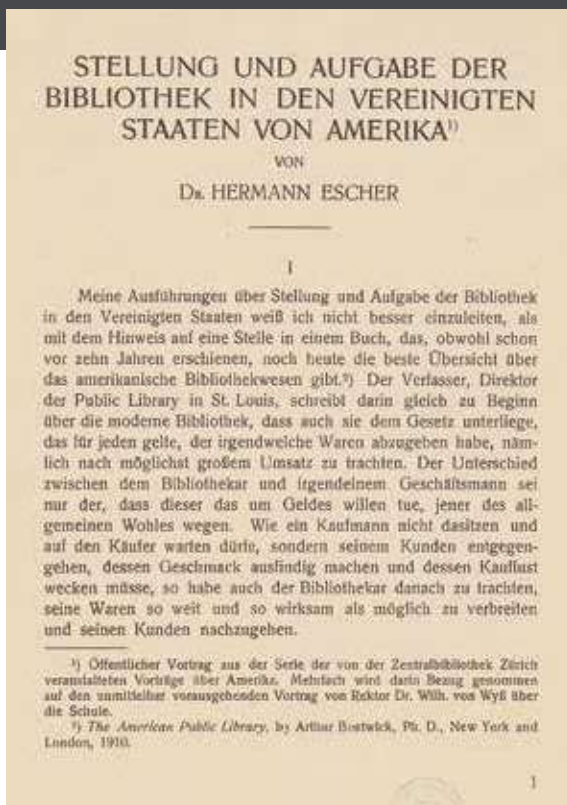 STELLUNG UND AUFGABE DER
BIBLIOTHEK IN DEN VEREINIGTEN
STAATEN VON AMERIKA¹)
VON
DR. HERMANN ESCHER
I
Meine Ausführungen über Stellung und Aufgabe der Bibliothek
in den Vereinigten Staaten weiß ich nicht besser einzuleiten, als
mit dem Hinweis auf eine Stelle in einem Buch, das, obwohl schon
vor zehn Jahren erschienen, noch heute die beste Übersicht über
das amerikanische Bibliothekwesen gibt.²) Der Verfasser, Direktor
der Public Library in St. Louis, schreibt darin gleich zu Beginn
über die moderne Bibliothek, dass auch sie dem Gesetz unterliege,
das für jeden gelte, der irgendwelche Waren abzugeben habe, näm-
lich nach möglichst großem Umsatz zu trachten. Der Unterschied
zwischen dem Bibliothekar und irgendeinem Geschäftsmann sei
nur der, dass dieser das um Geldes willen tue, jener des all-
gemeinen Wohles wegen. Wie ein Kaufmann nicht dasitzen und
auf den Käufer warten dürfe, sondern seinem Kunden entgegen-
gehen, dessen Geschmack ausfindig machen und dessen Kauflust
wecken müsse, so habe auch der Bibliothekar danach zu trachten,
seine Waren so weit und so wirksam als möglich zu verbreiten
und seinen Kunden nachzugehen.
¹) Öffentlicher Vortrag aus der Serie der von der Zentralbibliothek Zürich
veranstalteten Vorträge über Amerika. Mehrfach wird darin Bezug genommen
auf den unmittelbar vorausgehenden Vortrag von Rektor Dr. Wilh. von Wyß über
die Schule.
²) The American Public Library, by Arthur Bostwick, Ph. D., New York and
London, 1910.
1